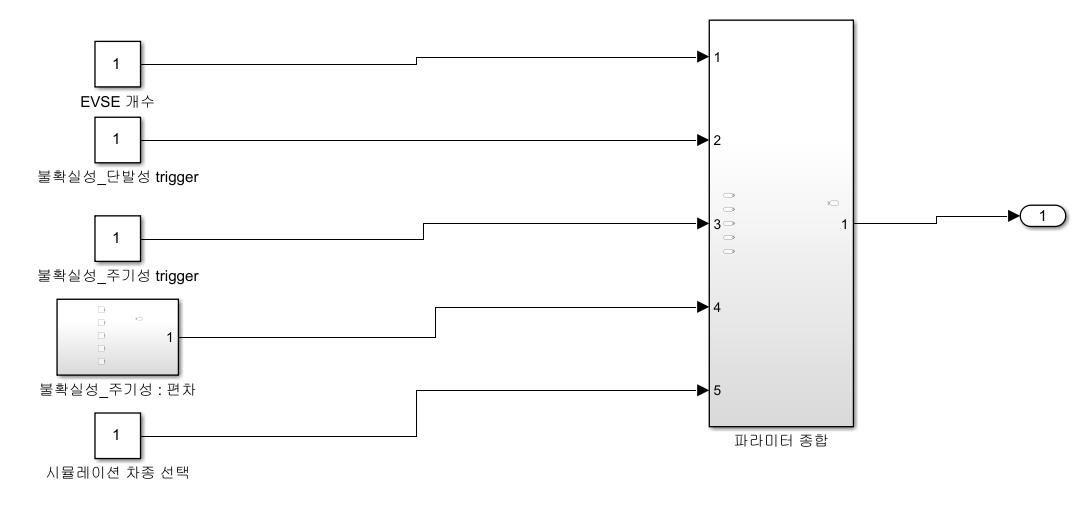 1
EVSE 개수
1
불확실성_단발성 trigger
1
불확실성_주기성 trigger
1
불확실성_주기성 : 편차
1
시뮬레이션 차종 선택
1
2
3
4
5
1
파라미터 종합
1